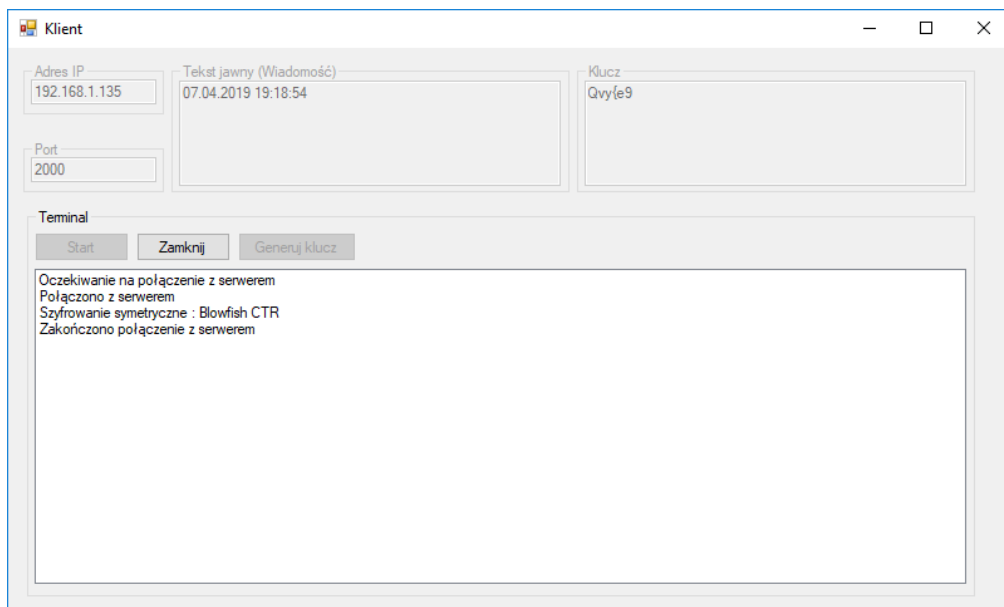 Klient
Adres IP
192.168.1.135
Tekst jawny (Wiadomość)
07.04.2019 19:18:54
Klucz
Qvy{e9
Port
2000
Terminal
Start
Zamknij
Generuj klucz
Oczekiwanie na połączenie z serwerem
Połączono z serwerem
Szyfrowanie symetryczne : Blowfish CTR
Zakończono połączenie z serwerem